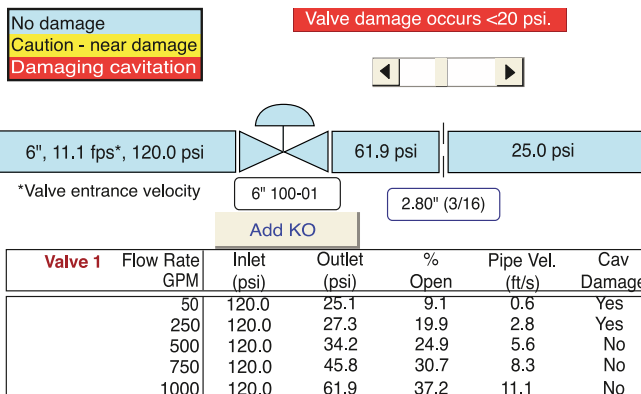 No damage
Caution - near damage
Damaging cavitation
Valve damage occurs <20 psi.
6", 11.1 fps*, 120.0 psi
61.9 psi
25.0 psi
*Valve entrance velocity
6" 100-01
2.80" (3/16)
Add KO
Valve 1 Flow Rate GPM Inlet (psi) Outlet (psi) % Open Pipe Vel. (ft/s) Cav Damage
50 120.0 25.1 9.1 0.6 Yes
250 120.0 27.3 19.9 2.8 Yes
500 120.0 34.2 24.9 5.6 No
750 120.0 45.8 30.7 8.3 No
1000 120.0 61.9 37.2 11.1 No